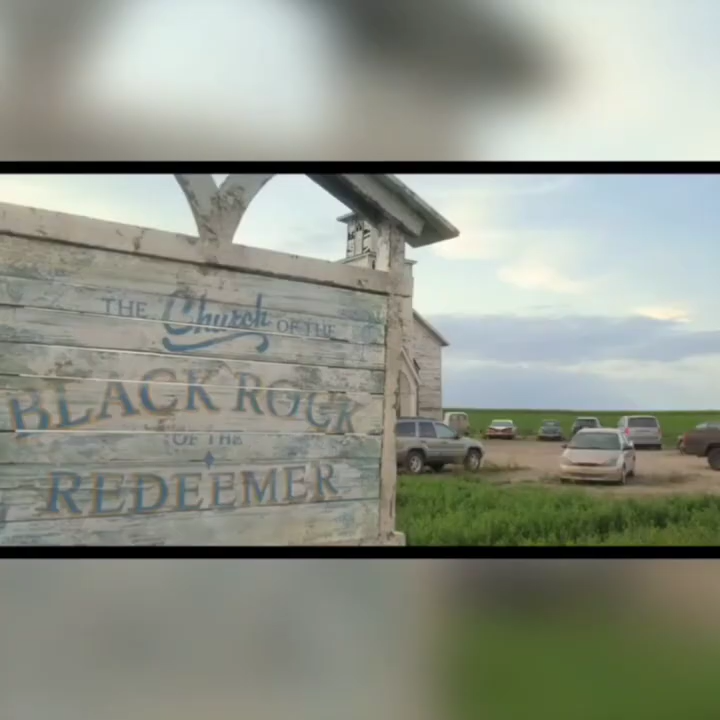 THE Church OF THE
BLACK ROCK
OF THE
REDEEMER